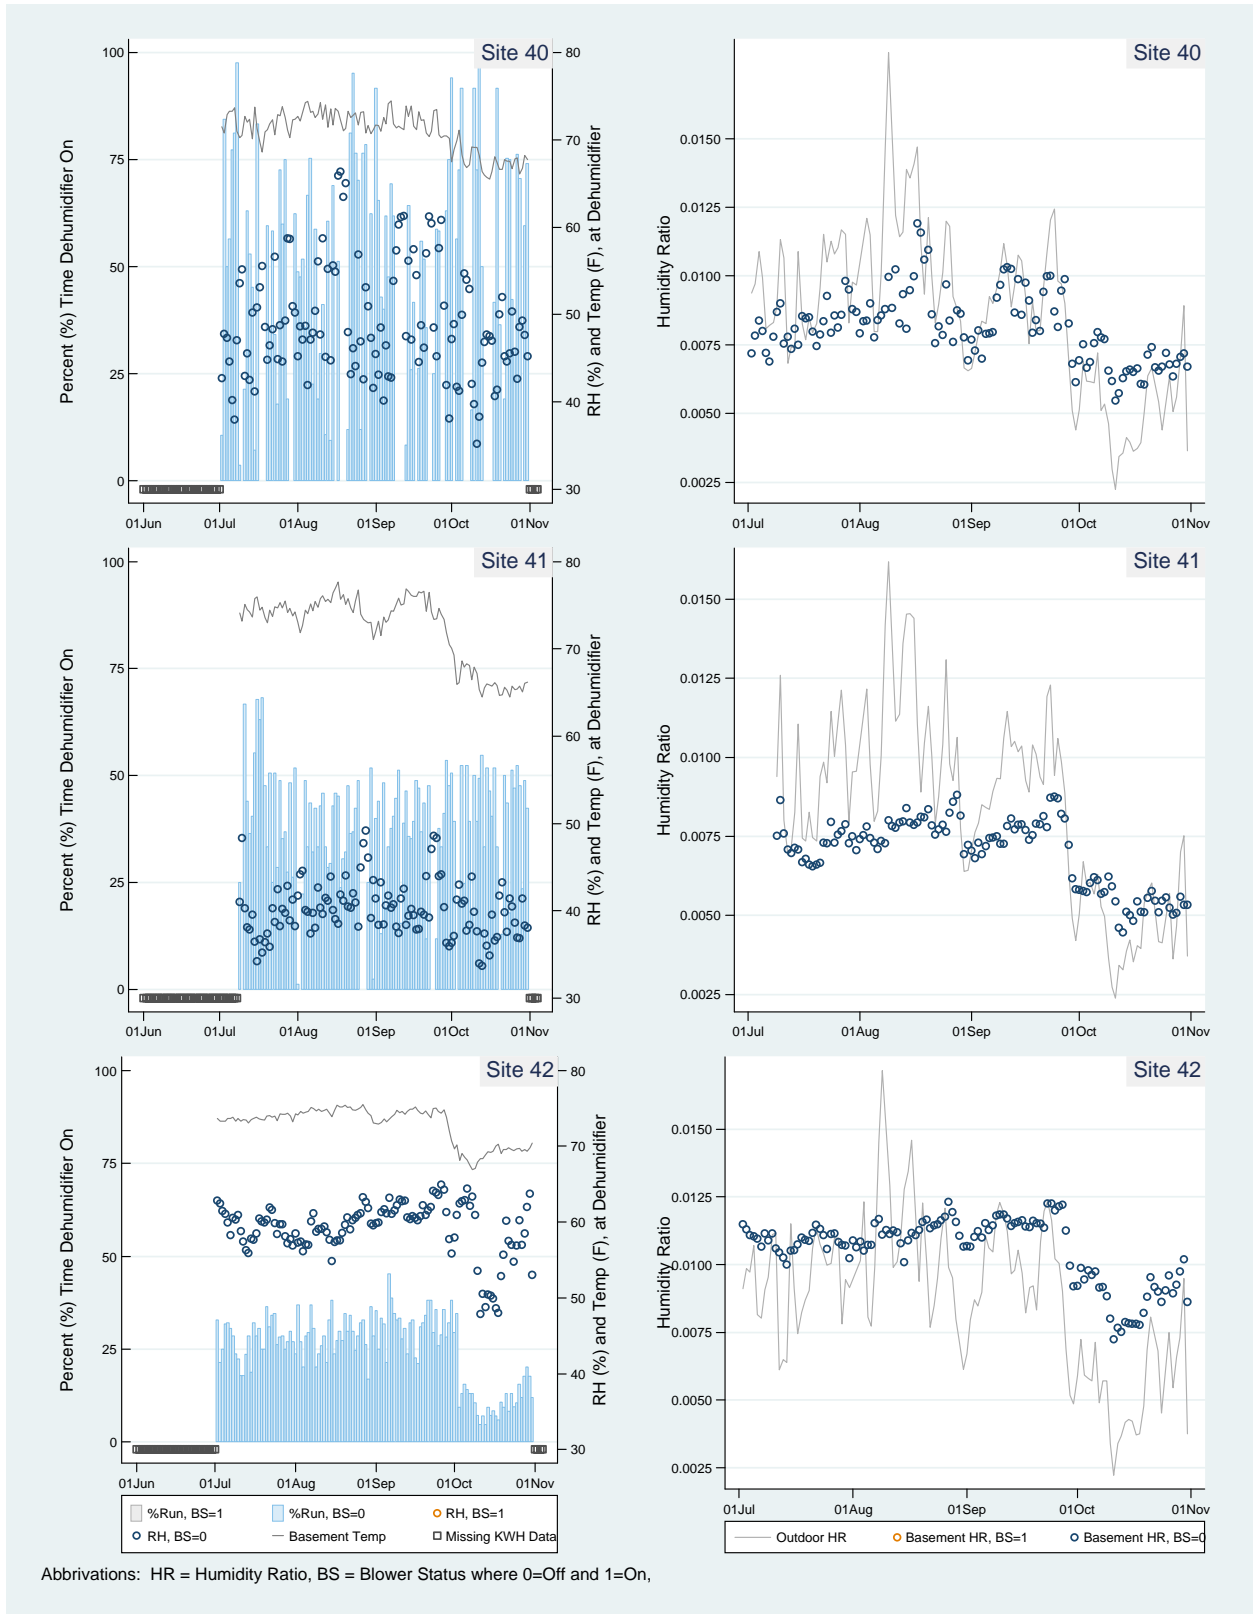 Site 40
Percent (%) Time Dehumidifier On
100
75
50
25
0
80
70
60
50
40
30
RH (%) and Temp (F), at Dehumidifier
01Jun 01Jul 01Aug 01Sep 01Oct 01Nov
Site 40
Humidity Ratio
0.0150
0.0125
0.0100
0.0075
0.0050
0.0025
01Jul 01Aug 01Sep 01Oct 01Nov
Site 41
Percent (%) Time Dehumidifier On
100
75
50
25
0
80
70
60
50
40
30
RH (%) and Temp (F), at Dehumidifier
01Jun 01Jul 01Aug 01Sep 01Oct 01Nov
Site 41
Humidity Ratio
0.0150
0.0125
0.0100
0.0075
0.0050
0.0025
01Jul 01Aug 01Sep 01Oct 01Nov
Site 42
Percent (%) Time Dehumidifier On
100
75
50
25
0
80
70
60
50
40
30
RH (%) and Temp (F), at Dehumidifier
01Jun 01Jul 01Aug 01Sep 01Oct 01Nov
%Run, BS=1 %Run, BS=0 RH, BS=1
RH, BS=0 Basement Temp Missing KWH Data
Site 42
Humidity Ratio
0.0150
0.0125
0.0100
0.0075
0.0050
0.0025
01Jul 01Aug 01Sep 01Oct 01Nov
Outdoor HR Basement HR, BS=1 Basement HR, BS=0
Abbrivations: HR = Humidity Ratio, BS = Blower Status where 0=Off and 1=On,